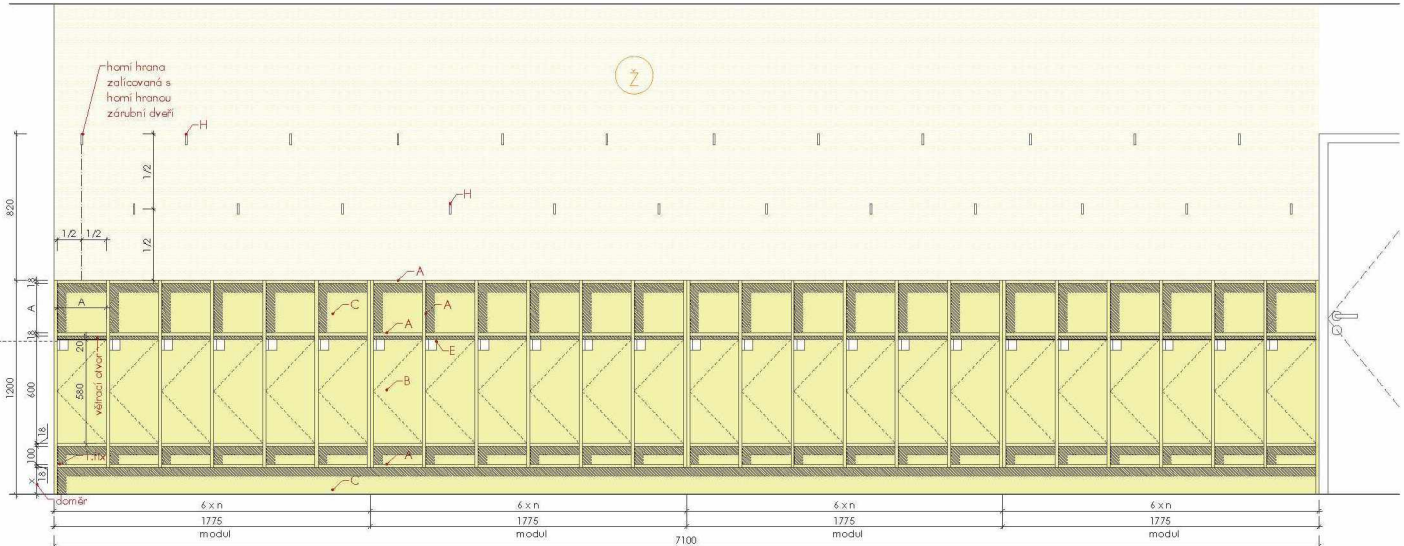 horní hrana
zalícovaná s
horní hranou
zárubní dveří
Ž
H
H
1/2
1/2
1/2
1/2
820
1200
18
A
18
600
18
100
18
x
A
20
580
větrací otvor
1.fix
doměr
A
C
A
A
E
B
A
C
6 x n
6 x n
6 x n
6 x n
1775
1775
1775
1775
modul
modul
modul
modul
7100